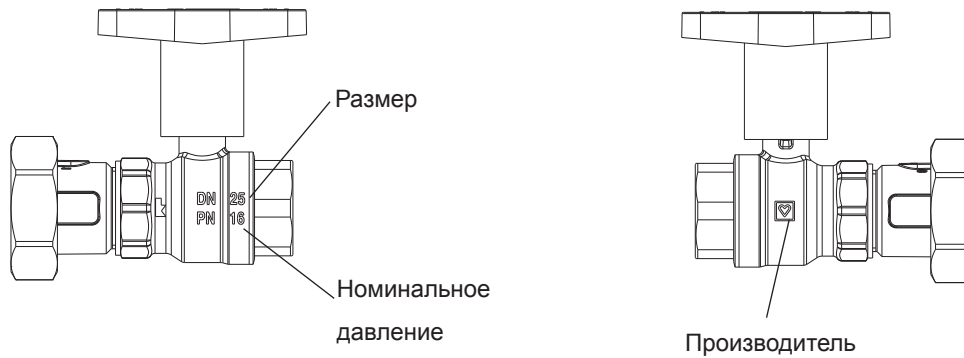 Размер
DN 25
PN 16
Номинальное
давление
Производитель